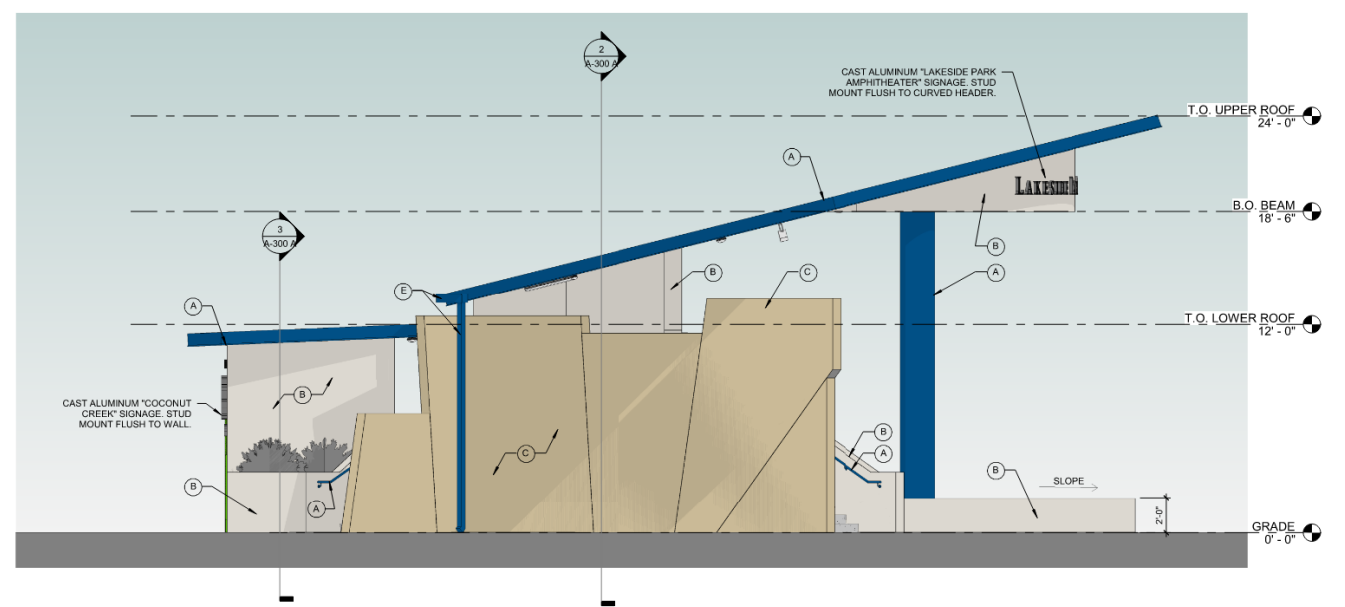 2
A-300 A
CAST ALUMINUM "LAKESIDE PARK
AMPHITHEATER" SIGNAGE. STUD
MOUNT FLUSH TO CURVED HEADER.
T.O. UPPER ROOF
24' - 0"
A
LAKESIDE
B.O. BEAM
18' - 6"
3
A-300 A
B
B
C
A
E
A
T.O. LOWER ROOF
12' - 0"
CAST ALUMINUM "COCONUT
CREEK" SIGNAGE. STUD
MOUNT FLUSH TO WALL.
B
B
A
C
B
SLOPE
B
A
B
2'-0"
GRADE
0' - 0"